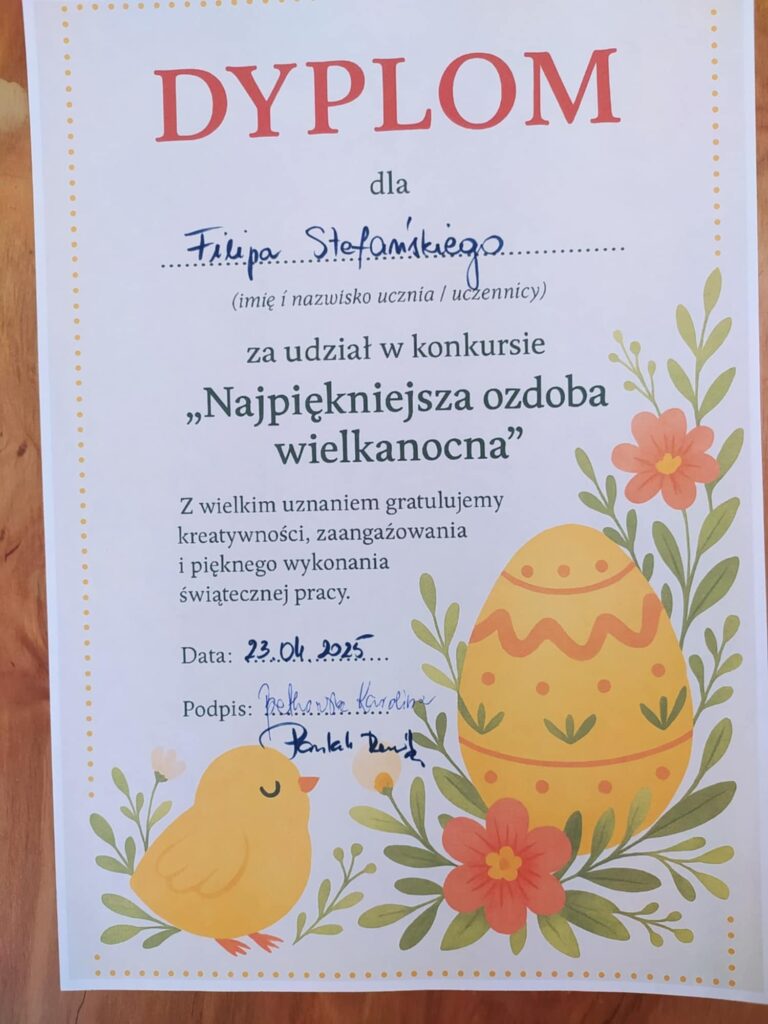 DYPLOM
dla
Filipa Stefańskiego
(imię i nazwisko ucznia / uczennicy)
za udział w konkursie
„Najpiękniejsza ozdoba
wielkanocna”
Z wielkim uznaniem gratulujemy
kreatywności, zaangażowania
i pięknego wykonania
świątecznej pracy.
Data: 23.04.2025
Podpis: Karolina